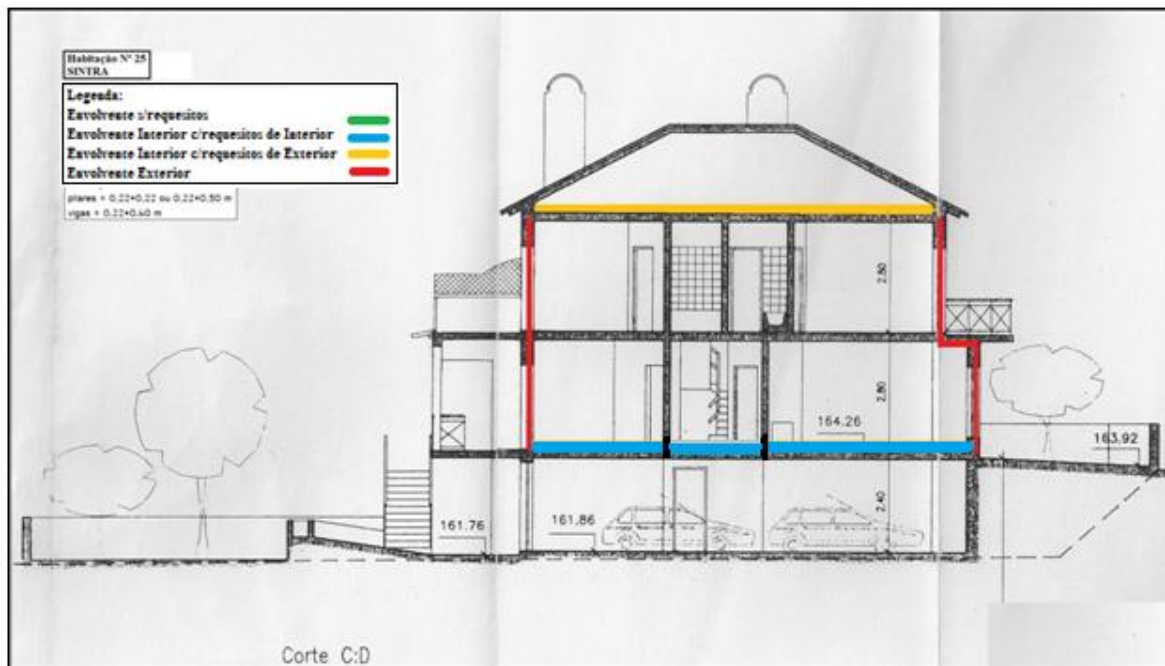 Habitação Nº 25
SINTRA
Legenda:
Envolvente s/requesitos
Envolvente Interior c/requesitos de Interior
Envolvente Interior c/requesitos de Exterior
Envolvente Exterior
pilares = 0,22*0,22 ou 0,22*0,50 m
vigas = 0,22*0,40 m
2.50
2.80
164.26
163.92
2.40
161.76
161.86
Corte C:D